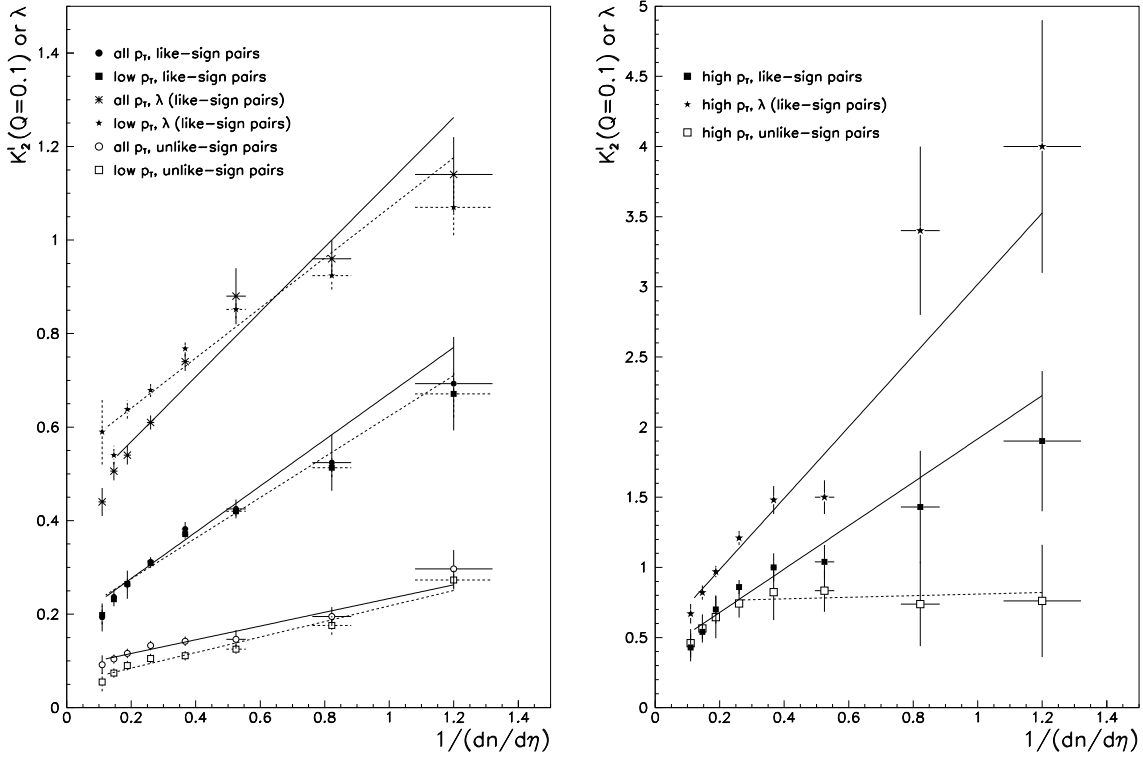 K₂ᴵ(Q=0.1) or λ
1.4
1.2
1
0.8
0.6
0.4
0.2
0
all pT, like-sign pairs
low pT, like-sign pairs
all pT, λ (like-sign pairs)
low pT, λ (like-sign pairs)
all pT, unlike-sign pairs
low pT, unlike-sign pairs
0 0.2 0.4 0.6 0.8 1.0 1.2 1.4
1/(dn/dη)
K₂ᴵ(Q=0.1) or λ
5
4.5
4
3.5
3
2.5
2
1.5
1
0.5
0
high pT, like-sign pairs
high pT, λ (like-sign pairs)
high pT, unlike-sign pairs
0 0.2 0.4 0.6 0.8 1.0 1.2 1.4
1/(dn/dη)